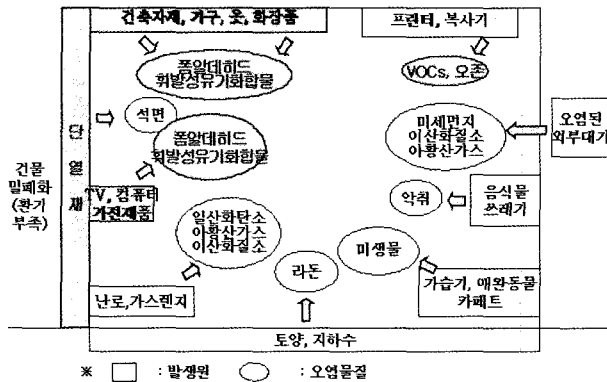 건축자재, 가구, 옷, 화장품
프린터, 복사기
폼알데히드
휘발성유기화합물
VOCs, 오존
석면
단
열
재
폼알데히드
휘발성유기화합물
미세먼지
이산화질소
아황산가스
오염된
외부대기
건물
밀폐화
(환기
부족)
TV, 컴퓨터
가전제품
일산화탄소
아황산가스
이산화질소
악취
음식물
쓰레기
미생물
라돈
난로,가스렌지
가습기, 애완동물
카페트
토양, 지하수
※ : 발생원 : 오염물질